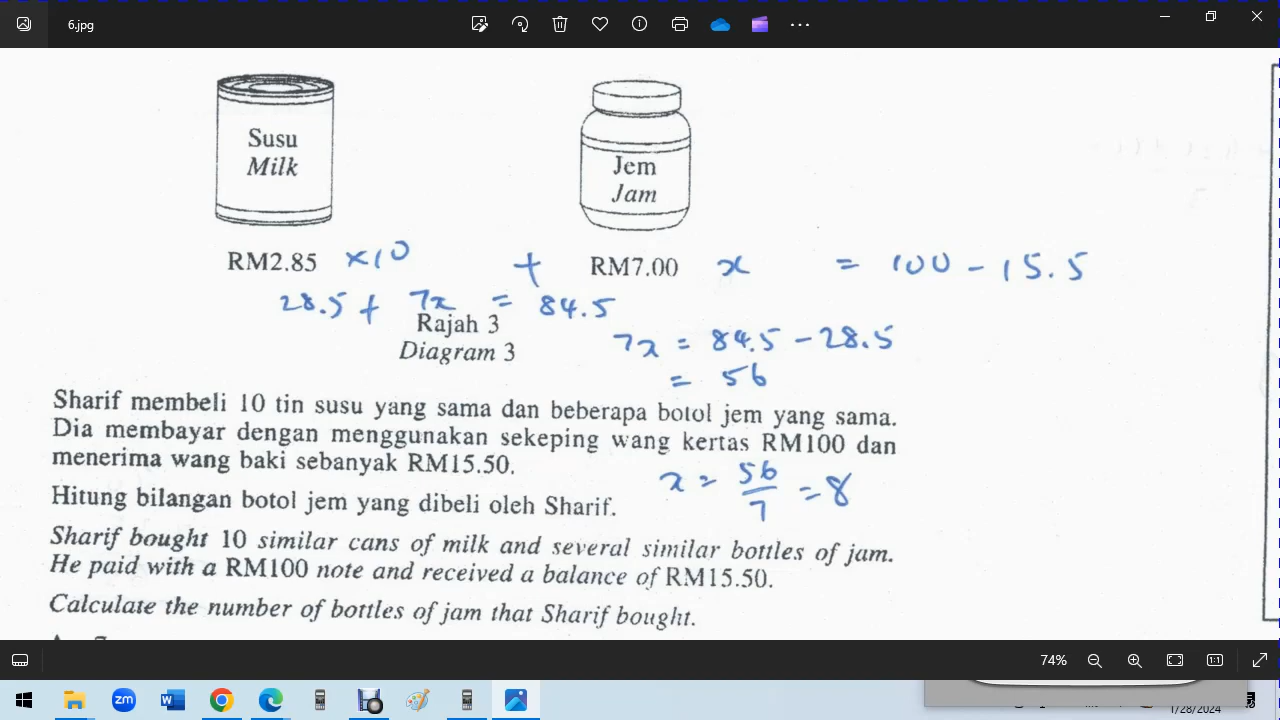 6.jpg
Susu
Milk
Jem
Jam
RM2.85 ×10 + RM7.00 x = 100 - 15.5
28.5 + 7x = 84.5
Rajah 3
Diagram 3
7x = 84.5 - 28.5
= 56
Sharif membeli 10 tin susu yang sama dan beberapa botol jem yang sama.
Dia membayar dengan menggunakan sekeping wang kertas RM100 dan
menerima wang baki sebanyak RM15.50.
x = 56/7 = 8
Hitung bilangan botol jem yang dibeli oleh Sharif.
Sharif bought 10 similar cans of milk and several similar bottles of jam.
He paid with a RM100 note and received a balance of RM15.50.
Calculate the number of bottles of jam that Sharif bought.
74%
1:1
zm
W
1/28/2024